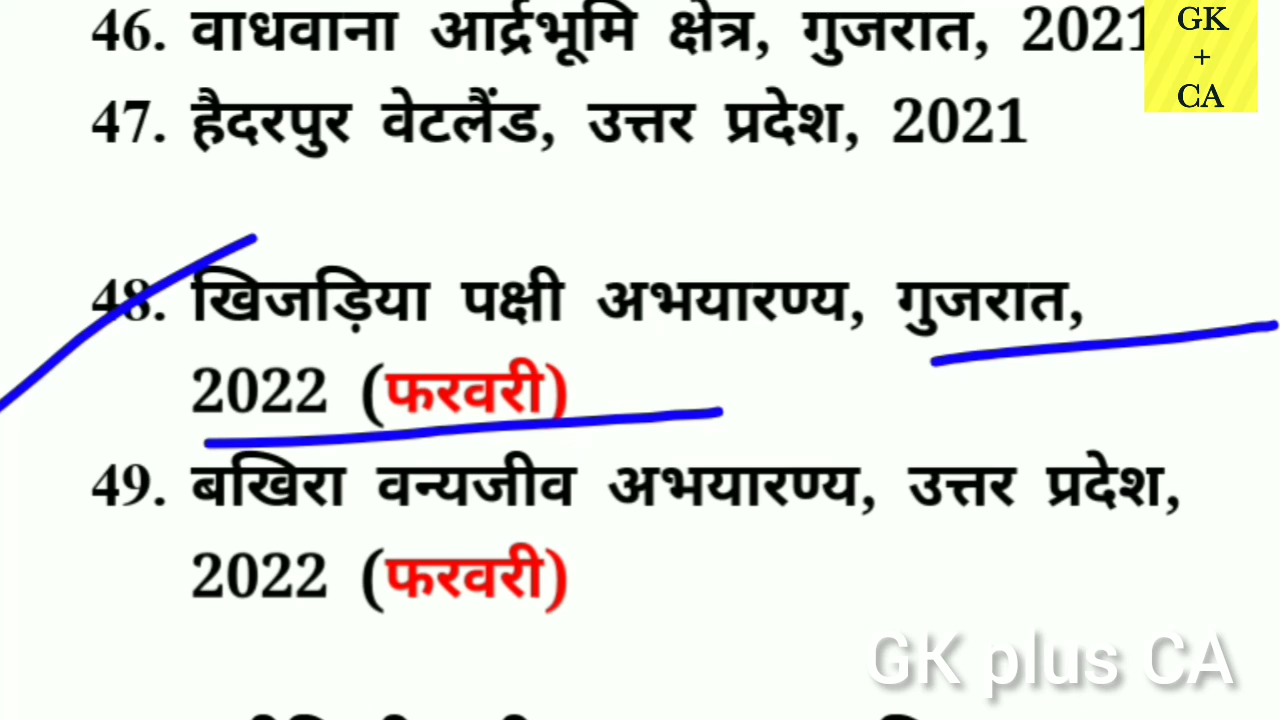 46. वाधवाना आर्द्रभूमि क्षेत्र, गुजरात, 2021
GK
+
CA
47. हैदरपुर वेटलैंड, उत्तर प्रदेश, 2021
48. खिजड़िया पक्षी अभयारण्य, गुजरात,
2022 (फरवरी)
49. बखिरा वन्यजीव अभयारण्य, उत्तर प्रदेश,
2022 (फरवरी)
GK plus CA